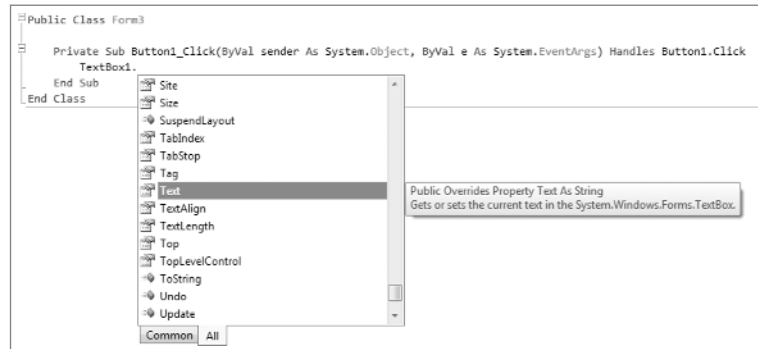 Public Class Form3
Private Sub Button1_Click(ByVal sender As System.Object, ByVal e As System.EventArgs) Handles Button1.Click
TextBox1.
End Sub
End Class
Site
Size
SuspendLayout
TabIndex
TabStop
Tag
Text
TextAlign
TextLength
Top
TopLevelControl
ToString
Undo
Update
Common All
Public Overrides Property Text As String
Gets or sets the current text in the System.Windows.Forms.TextBox.